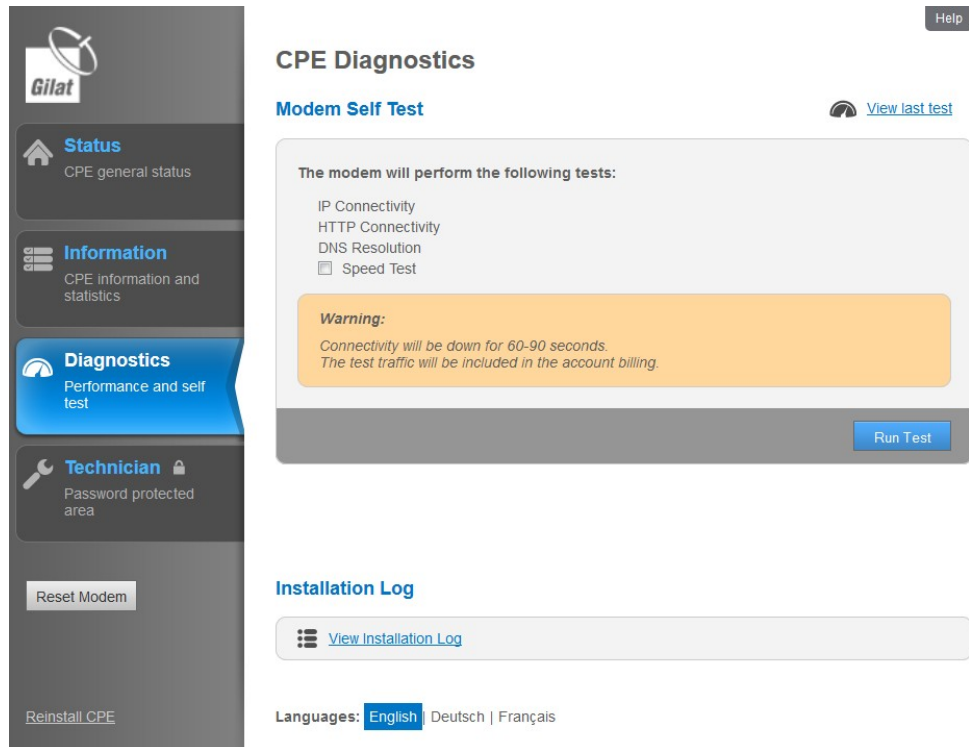 Help
Gilat
Status
CPE general status
Information
CPE information and
statistics
Diagnostics
Performance and self
test
Technician
Password protected
area
Reset Modem
Reinstall CPE
CPE Diagnostics
Modem Self Test
View last test
The modem will perform the following tests:
IP Connectivity
HTTP Connectivity
DNS Resolution
Speed Test
Warning:
Connectivity will be down for 60-90 seconds.
The test traffic will be included in the account billing.
Run Test
Installation Log
View Installation Log
Languages: English | Deutsch | Français